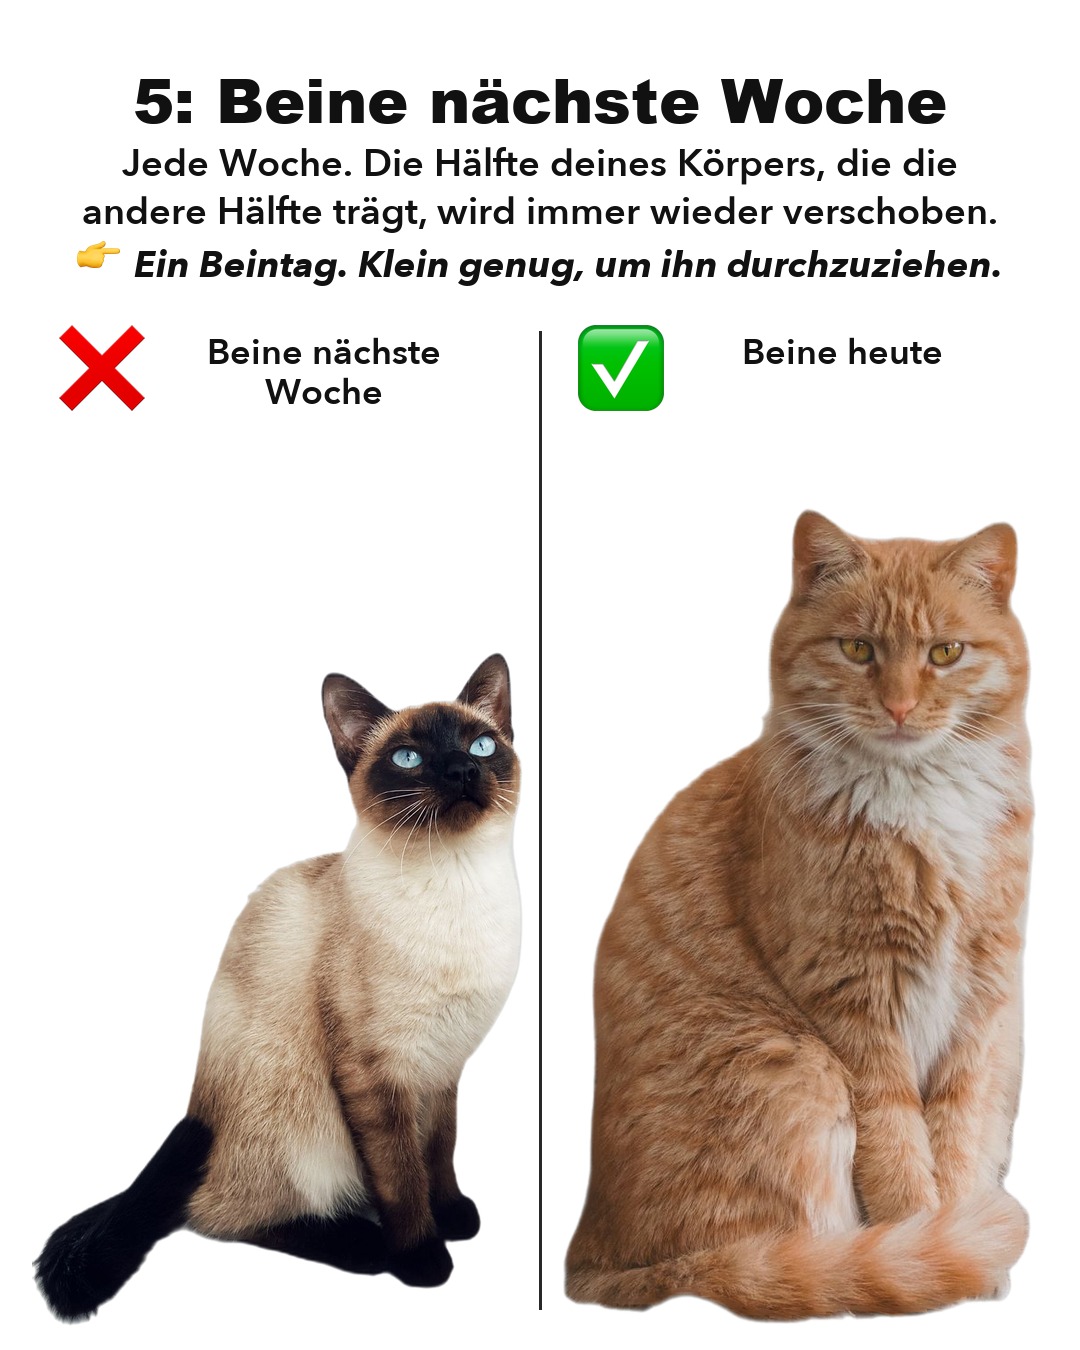 5: Beine nächste Woche
Jede Woche. Die Hälfte deines Körpers, die die
andere Hälfte trägt, wird immer wieder verschoben.
👉 Ein Beintag. Klein genug, um ihn durchzuziehen.
❌ Beine nächste
Woche
✅ Beine heute